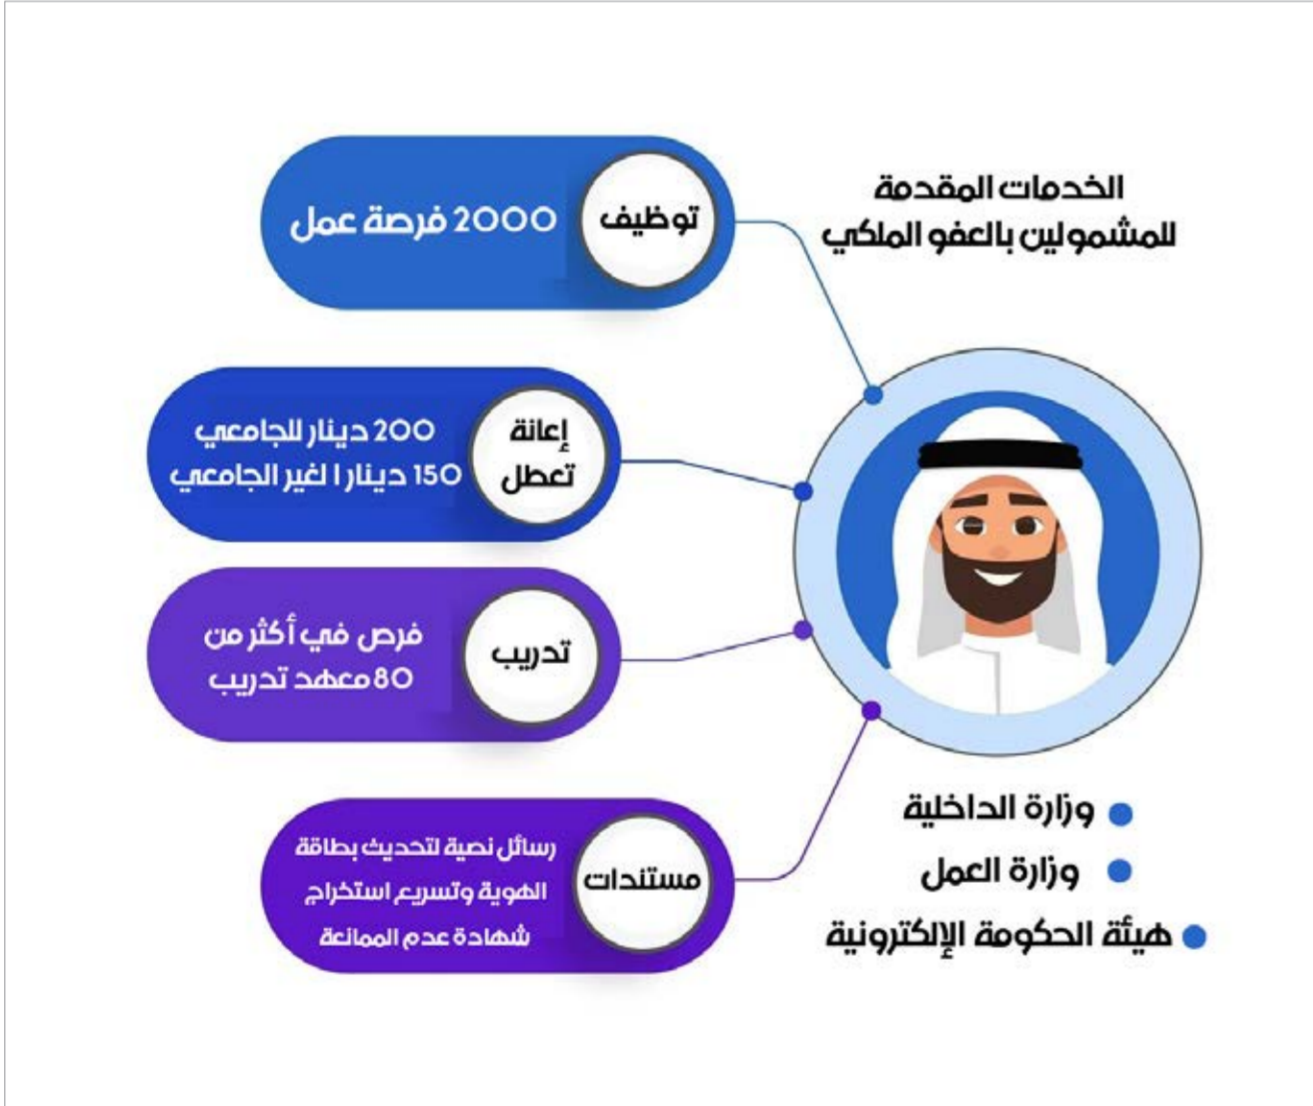 الخدمات المقدمة
للمشمولين بالعفو الملكي
توظيف
2000 فرصة عمل
إعانة
تعطل
200 دينار للجامعي
150 دينار ا لغير الجامعي
تدريب
فرص في أكثر من
80 معهد تدريب
مستندات
رسائل نصية لتحديث بطاقة
الهوية وتسريع استخراج
شهادة عدم الممانعة
وزارة الداخلية
وزارة العمل
هيئة الحكومة الإلكترونية